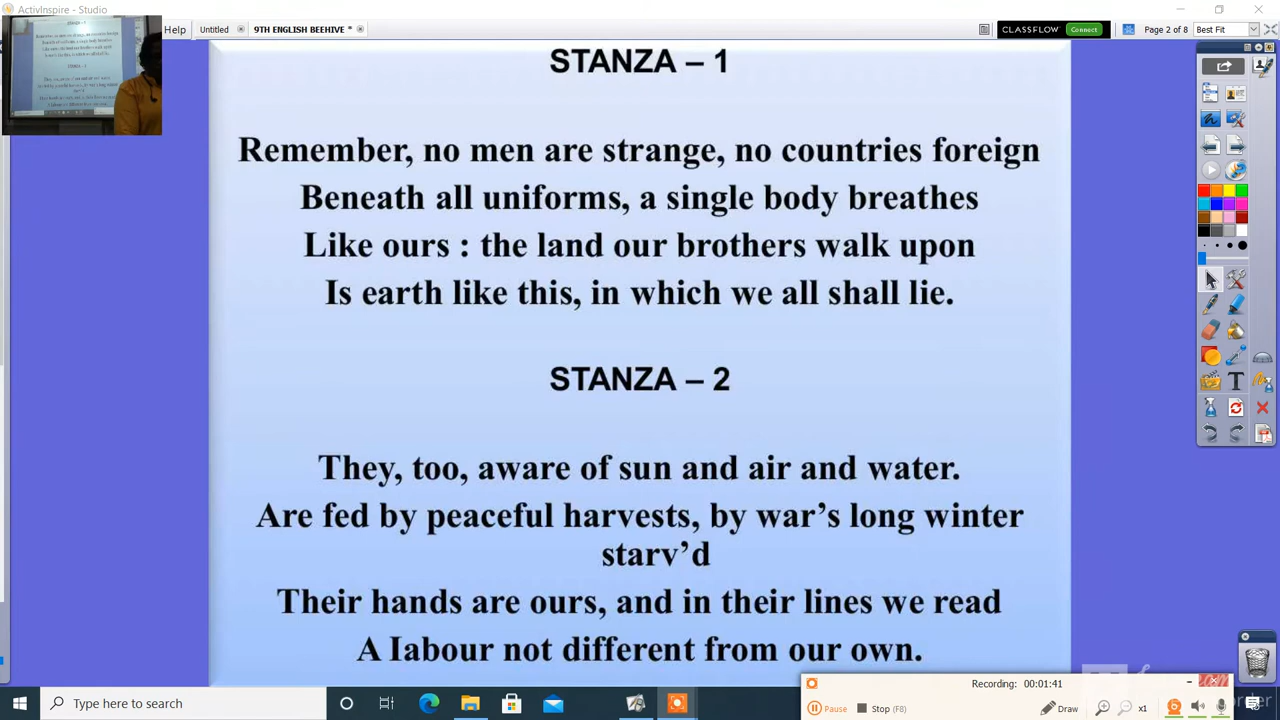 ActivInspire - Studio
Help
Untitled
9TH ENGLISH BEEHIVE *
CLASSFLOW
Connect
Page 2 of 8
Best Fit
STANZA – 1
Remember, no men are strange, no countries foreign
Beneath all uniforms, a single body breathes
Like ours : the land our brothers walk upon
Is earth like this, in which we all shall lie.
STANZA – 2
They, too, aware of sun and air and water.
Are fed by peaceful harvests, by war’s long winter
starv’d
Their hands are ours, and in their lines we read
A Iabour not different from our own.
Recording: 00:01:41
Pause
Stop (F8)
Draw
x1
Type here to search